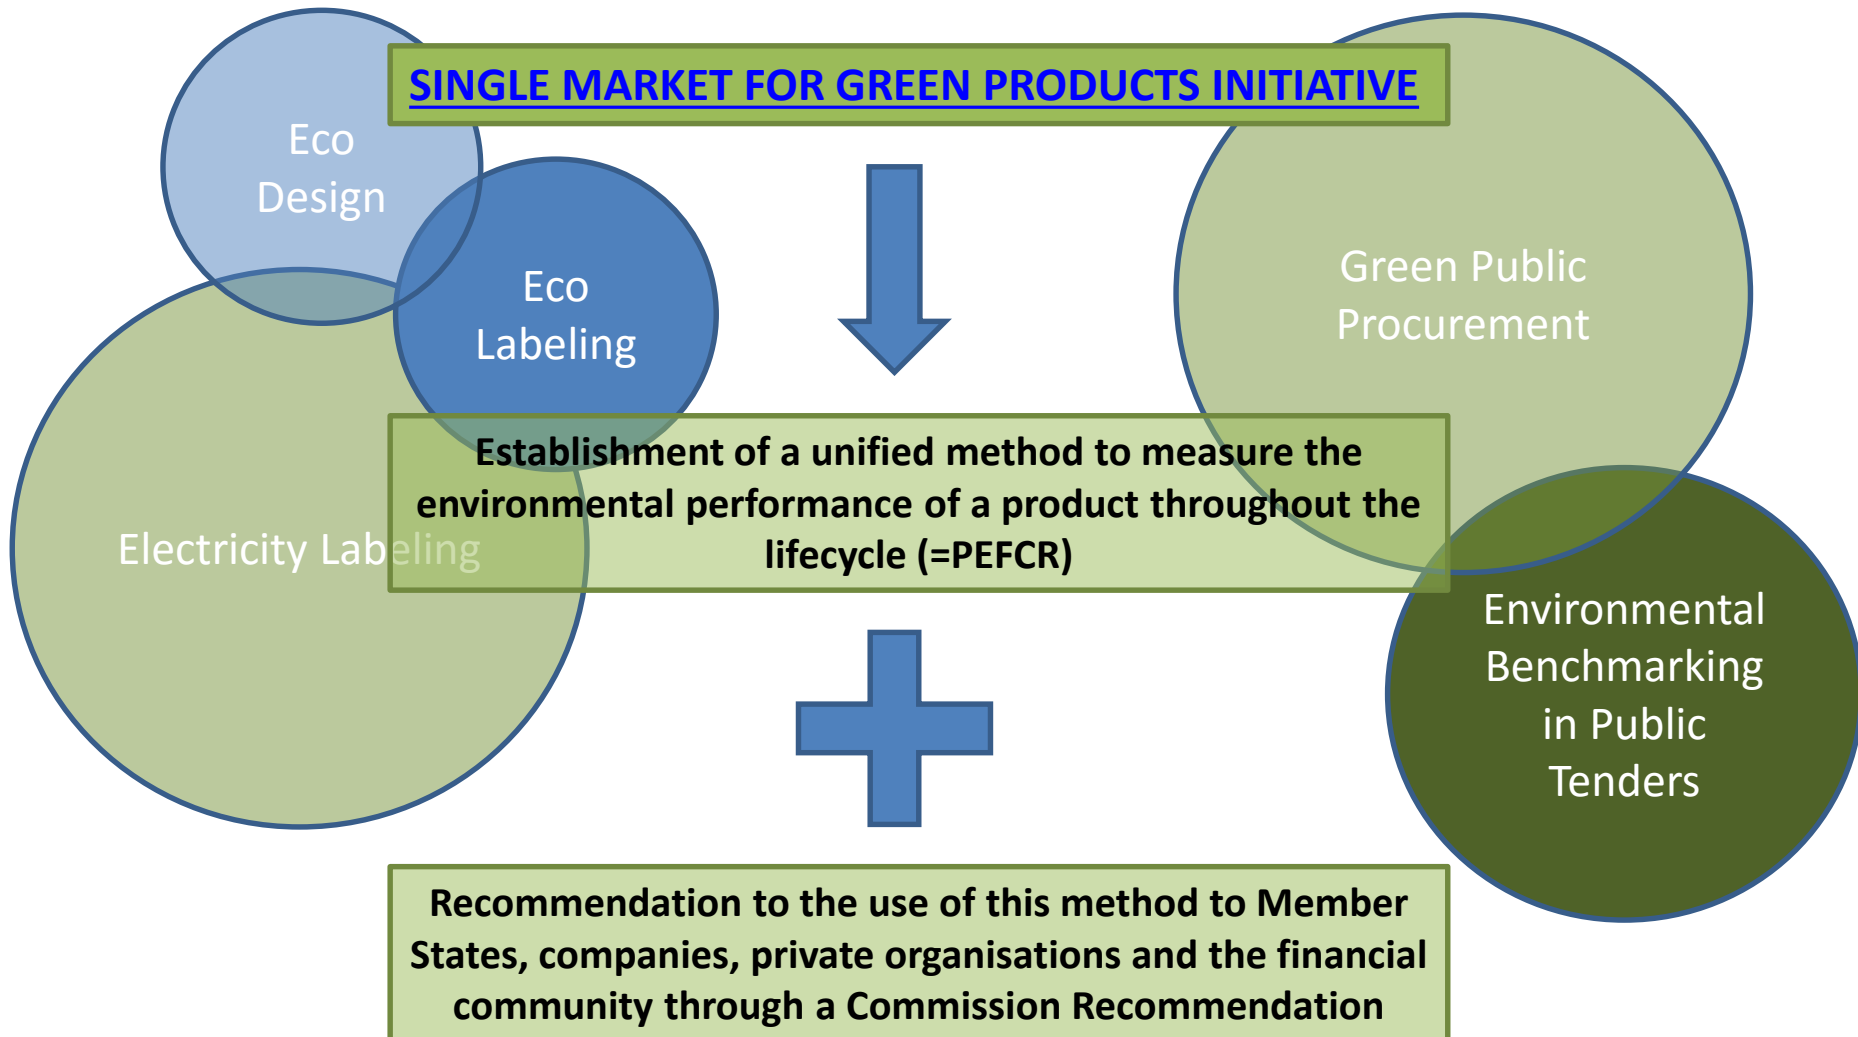 SINGLE MARKET FOR GREEN PRODUCTS INITIATIVE
Eco
Design
Eco
Labeling
Green Public
Procurement
Establishment of a unified method to measure the
environmental performance of a product throughout the
lifecycle (=PEFCR)
Electricity Labeling
Environmental
Benchmarking
in Public
Tenders
Recommendation to the use of this method to Member
States, companies, private organisations and the financial
community through a Commission Recommendation